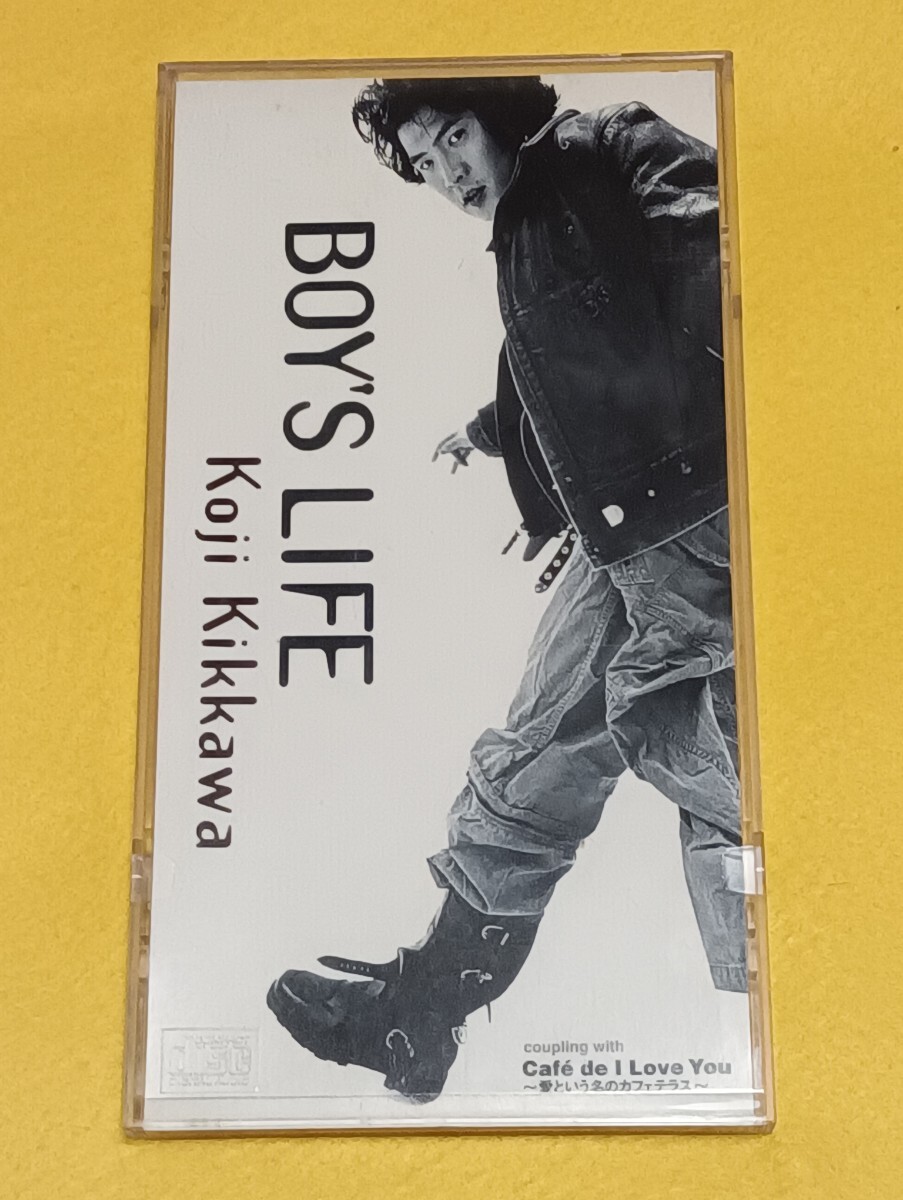 BOY'S LIFE
Koji Kikkawa
coupling with
Café de I Love You
～愛という名のカフェテラス～